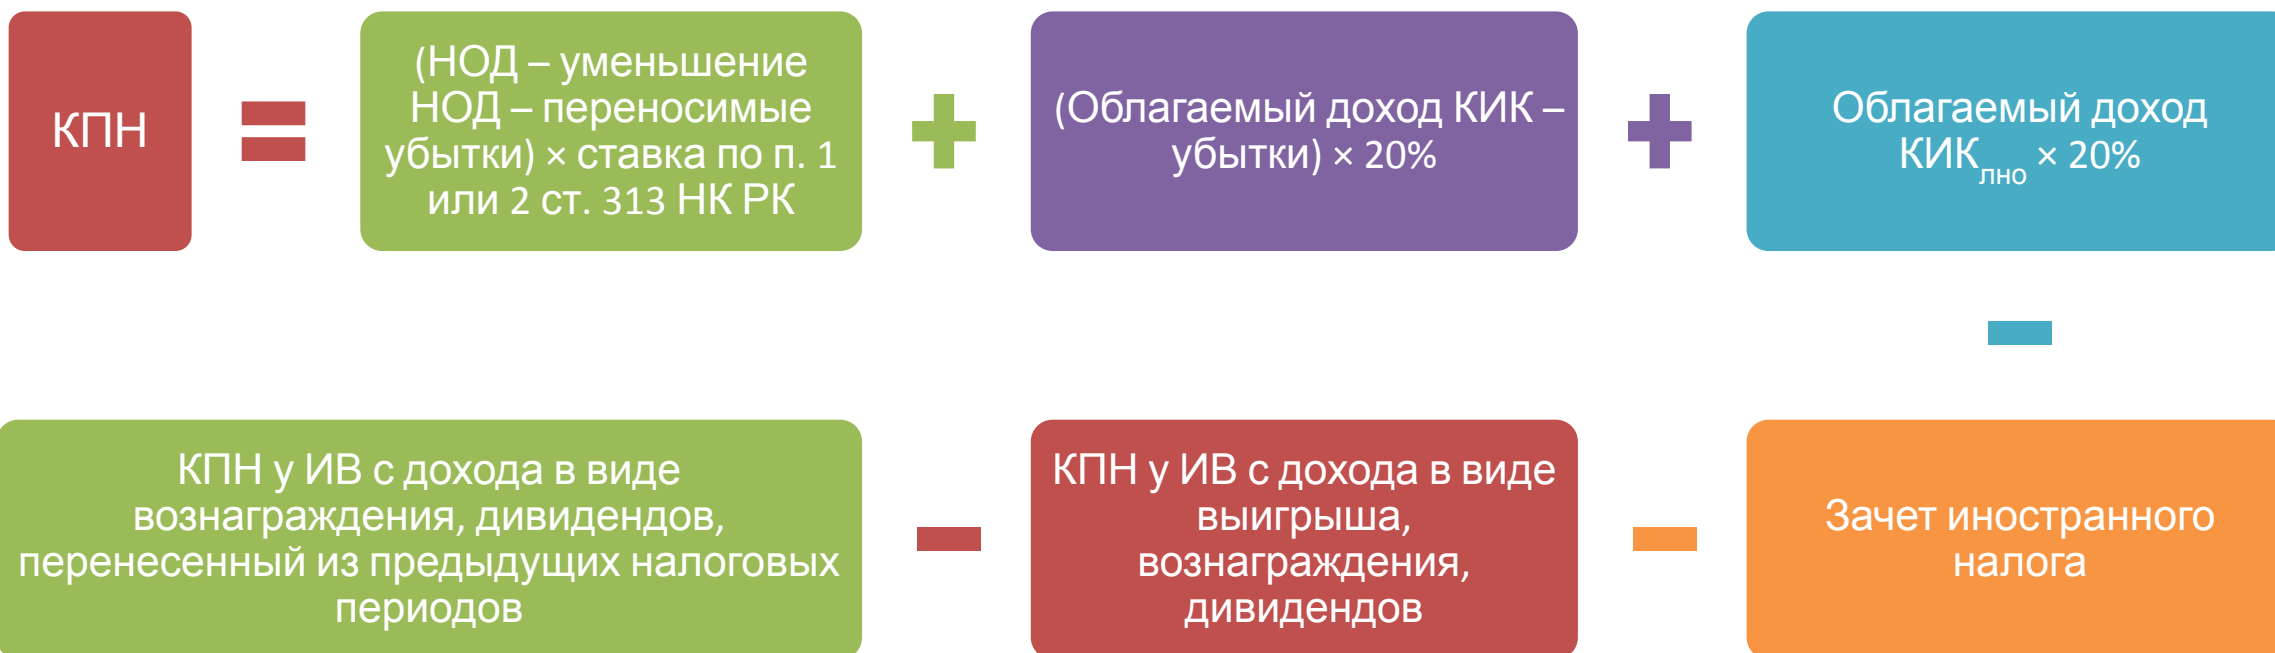 КПН
=
(НОД – уменьшение
НОД – переносимые
убытки) × ставка по п. 1
или 2 ст. 313 НК РК
+
(Облагаемый доход КИК –
убытки) × 20%
+
Облагаемый доход
КИКлно × 20%
–
Зачет иностранного
налога
–
КПН у ИВ с дохода в виде
выигрыша,
вознаграждения,
дивидендов
–
КПН у ИВ с дохода в виде
вознаграждения, дивидендов,
перенесенный из предыдущих налоговых
периодов